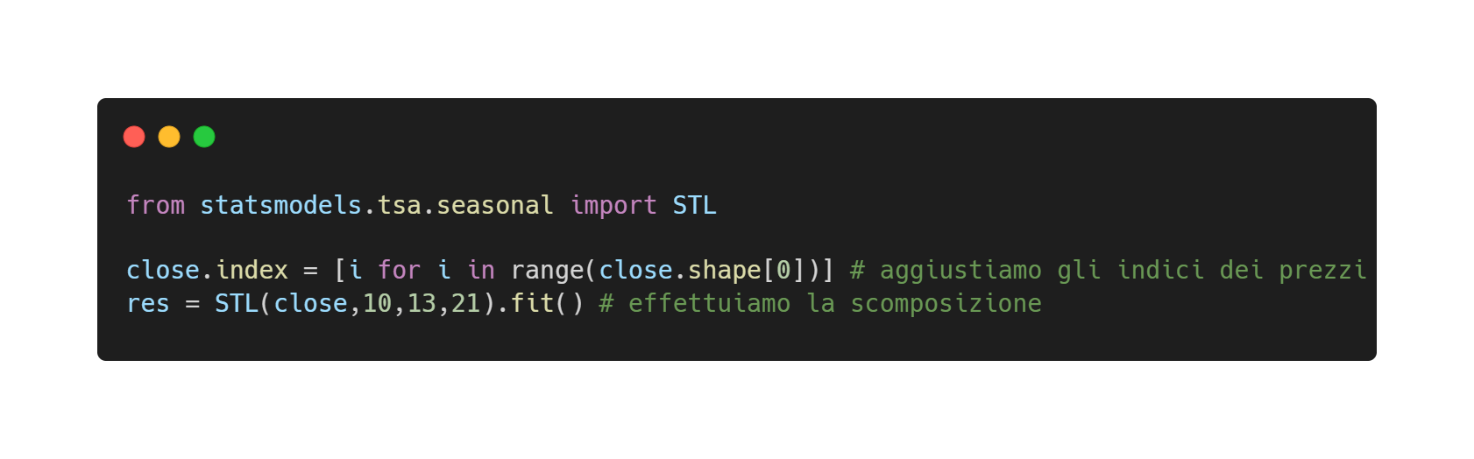 from statsmodels.tsa.seasonal import STL
close.index = [i for i in range(close.shape[0])] # aggiustiamo gli indici dei prezzi
res = STL(close,10,13,21).fit() # effettuiamo la scomposizione